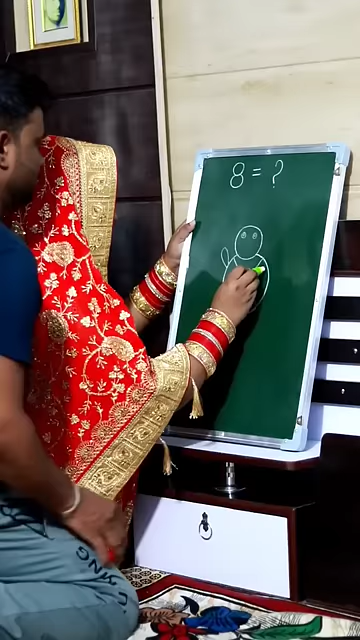 8 = ?